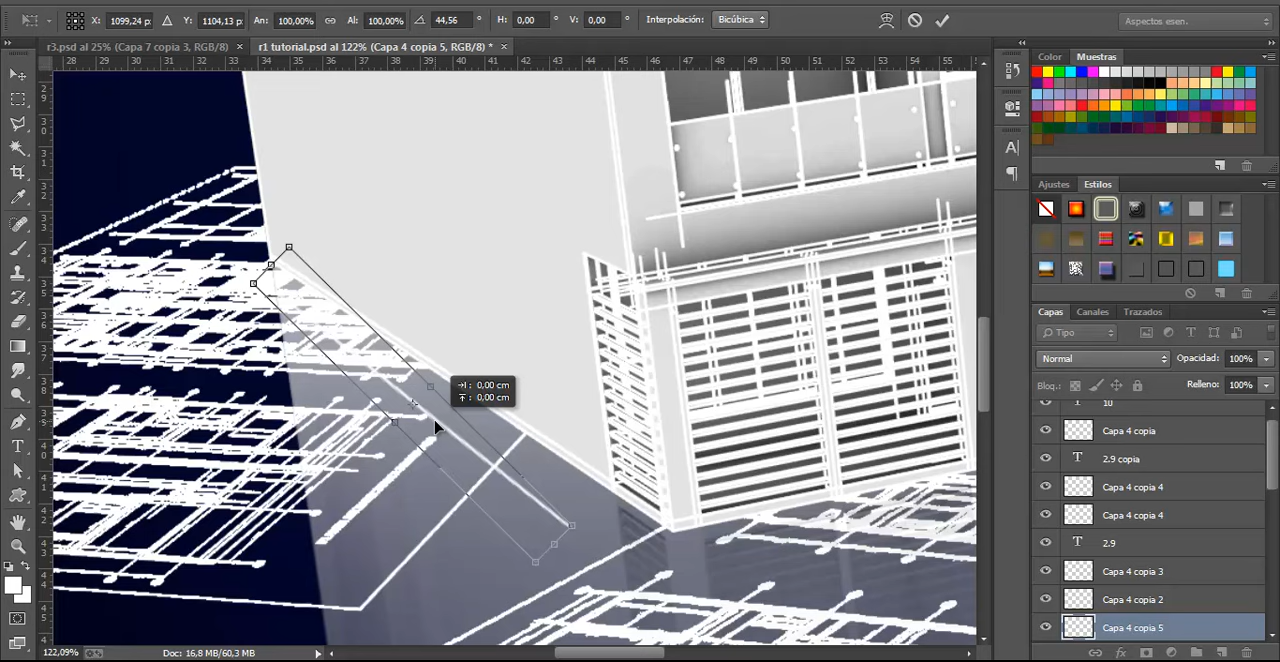 X: 1099,24 p: Y: 1104,13 p: An: 100,00% Al: 100,00% 44,56 ° H: 0,00 ° V: 0,00 ° Interpolación: Bicúbica Aspectos esen.
r3.psd al 25% (Capa 7 copia 3, RGB/8) × r1 tutorial.psd al 122% (Capa 4 copia 5, RGB/8) * ×
28 33 34 35 36 37 38 39 40 41 42 43 44 45 46 47 48 49 50 51 52 53 54 55
Color Muestras
Ajustes Estilos
: 0,00 cm
: 0,00 cm
Capas Canales Trazados
Tipo
Normal Opacidad: 100%
Bloq.: Relleno: 100%
T 10
Capa 4 copia
T 2.9 copia
Capa 4 copia 4
Capa 4 copia 4
T 2.9
Capa 4 copia 3
Capa 4 copia 2
Capa 4 copia 5
122,09% Doc: 16,8 MB/60,3 MB